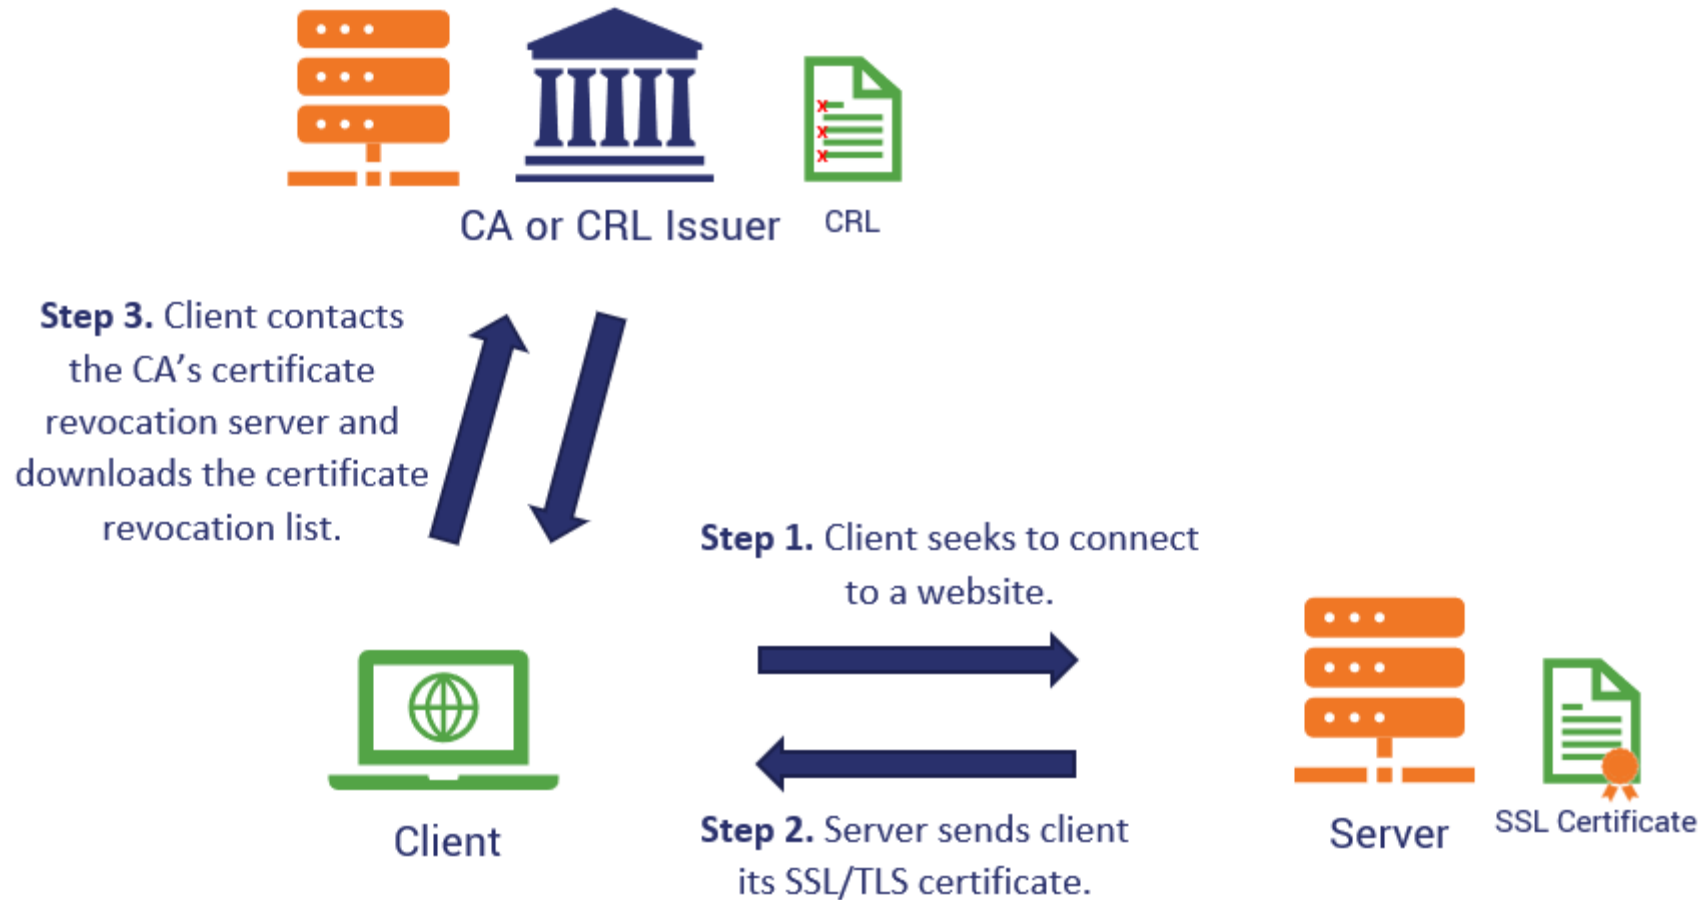 CA or CRL Issuer
CRL
Step 3. Client contacts
the CA’s certificate
revocation server and
downloads the certificate
revocation list.
Step 1. Client seeks to connect
to a website.
Client
Step 2. Server sends client
its SSL/TLS certificate.
Server
SSL Certificate